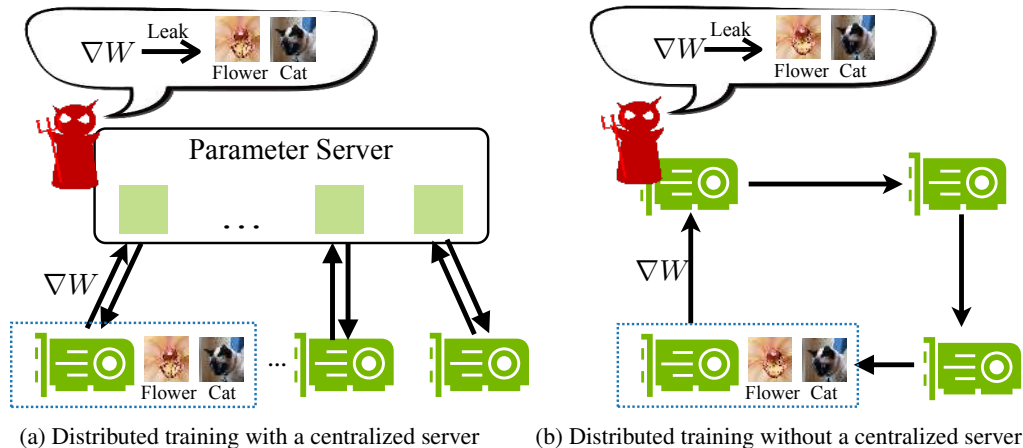 ∇W Leak Flower Cat
Parameter Server
...
∇W
Flower Cat
...
(a) Distributed training with a centralized server
∇W Leak Flower Cat
∇W
Flower Cat
(b) Distributed training without a centralized server